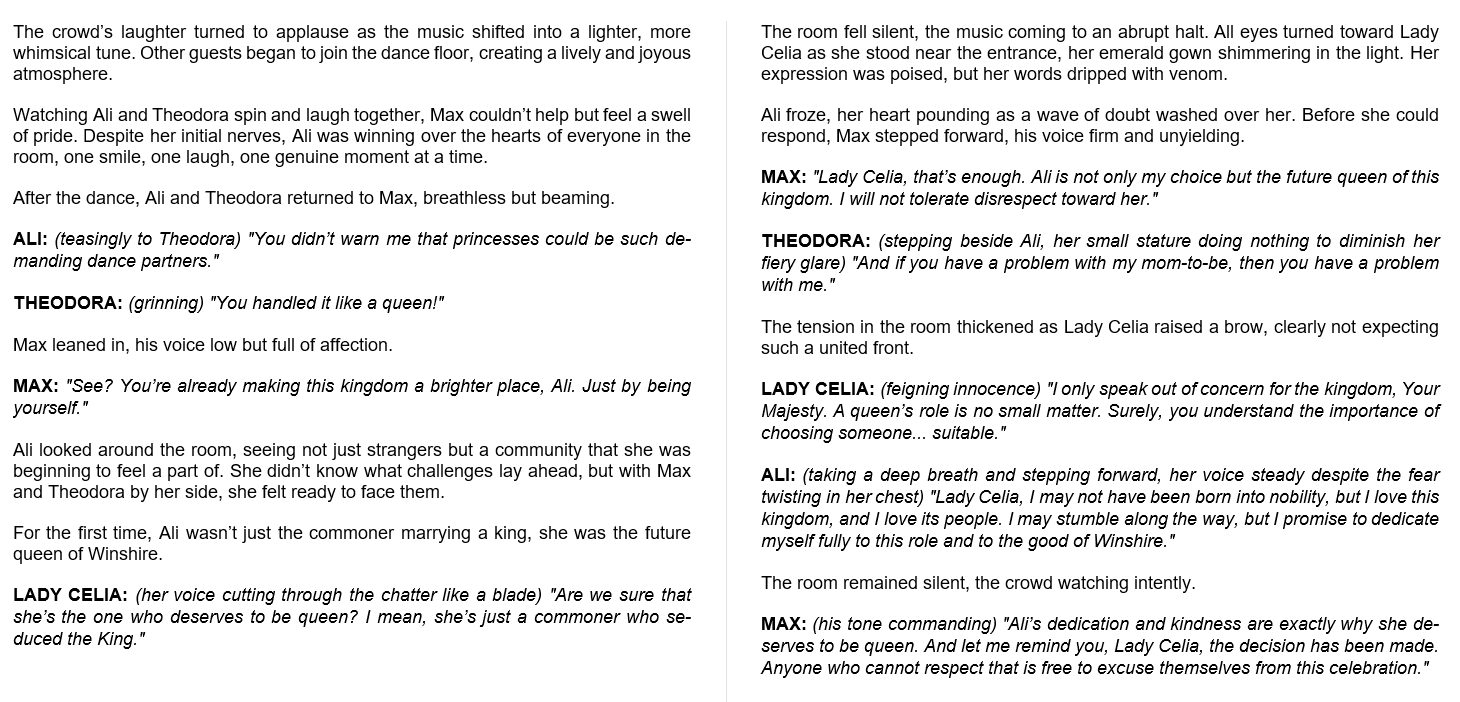 The crowd’s laughter turned to applause as the music shifted into a lighter, more
whimsical tune. Other guests began to join the dance floor, creating a lively and joyous
atmosphere.
Watching Ali and Theodora spin and laugh together, Max couldn’t help but feel a swell
of pride. Despite her initial nerves, Ali was winning over the hearts of everyone in the
room, one smile, one laugh, one genuine moment at a time.
After the dance, Ali and Theodora returned to Max, breathless but beaming.
ALI: (teasingly to Theodora) "You didn’t warn me that princesses could be such de-
manding dance partners."
THEODORA: (grinning) "You handled it like a queen!"
Max leaned in, his voice low but full of affection.
MAX: "See? You’re already making this kingdom a brighter place, Ali. Just by being
yourself."
Ali looked around the room, seeing not just strangers but a community that she was
beginning to feel a part of. She didn’t know what challenges lay ahead, but with Max
and Theodora by her side, she felt ready to face them.
For the first time, Ali wasn’t just the commoner marrying a king, she was the future
queen of Winshire.
LADY CELIA: (her voice cutting through the chatter like a blade) "Are we sure that
she’s the one who deserves to be queen? I mean, she’s just a commoner who se-
duced the King."
The room fell silent, the music coming to an abrupt halt. All eyes turned toward Lady
Celia as she stood near the entrance, her emerald gown shimmering in the light. Her
expression was poised, but her words dripped with venom.
Ali froze, her heart pounding as a wave of doubt washed over her. Before she could
respond, Max stepped forward, his voice firm and unyielding.
MAX: "Lady Celia, that’s enough. Ali is not only my choice but the future queen of this
kingdom. I will not tolerate disrespect toward her."
THEODORA: (stepping beside Ali, her small stature doing nothing to diminish her
fiery glare) "And if you have a problem with my mom-to-be, then you have a problem
with me."
The tension in the room thickened as Lady Celia raised a brow, clearly not expecting
such a united front.
LADY CELIA: (feigning innocence) "I only speak out of concern for the kingdom, Your
Majesty. A queen’s role is no small matter. Surely, you understand the importance of
choosing someone... suitable."
ALI: (taking a deep breath and stepping forward, her voice steady despite the fear
twisting in her chest) "Lady Celia, I may not have been born into nobility, but I love this
kingdom, and I love its people. I may stumble along the way, but I promise to dedicate
myself fully to this role and to the good of Winshire."
The room remained silent, the crowd watching intently.
MAX: (his tone commanding) "Ali’s dedication and kindness are exactly why she de-
serves to be queen. And let me remind you, Lady Celia, the decision has been made.
Anyone who cannot respect that is free to excuse themselves from this celebration."